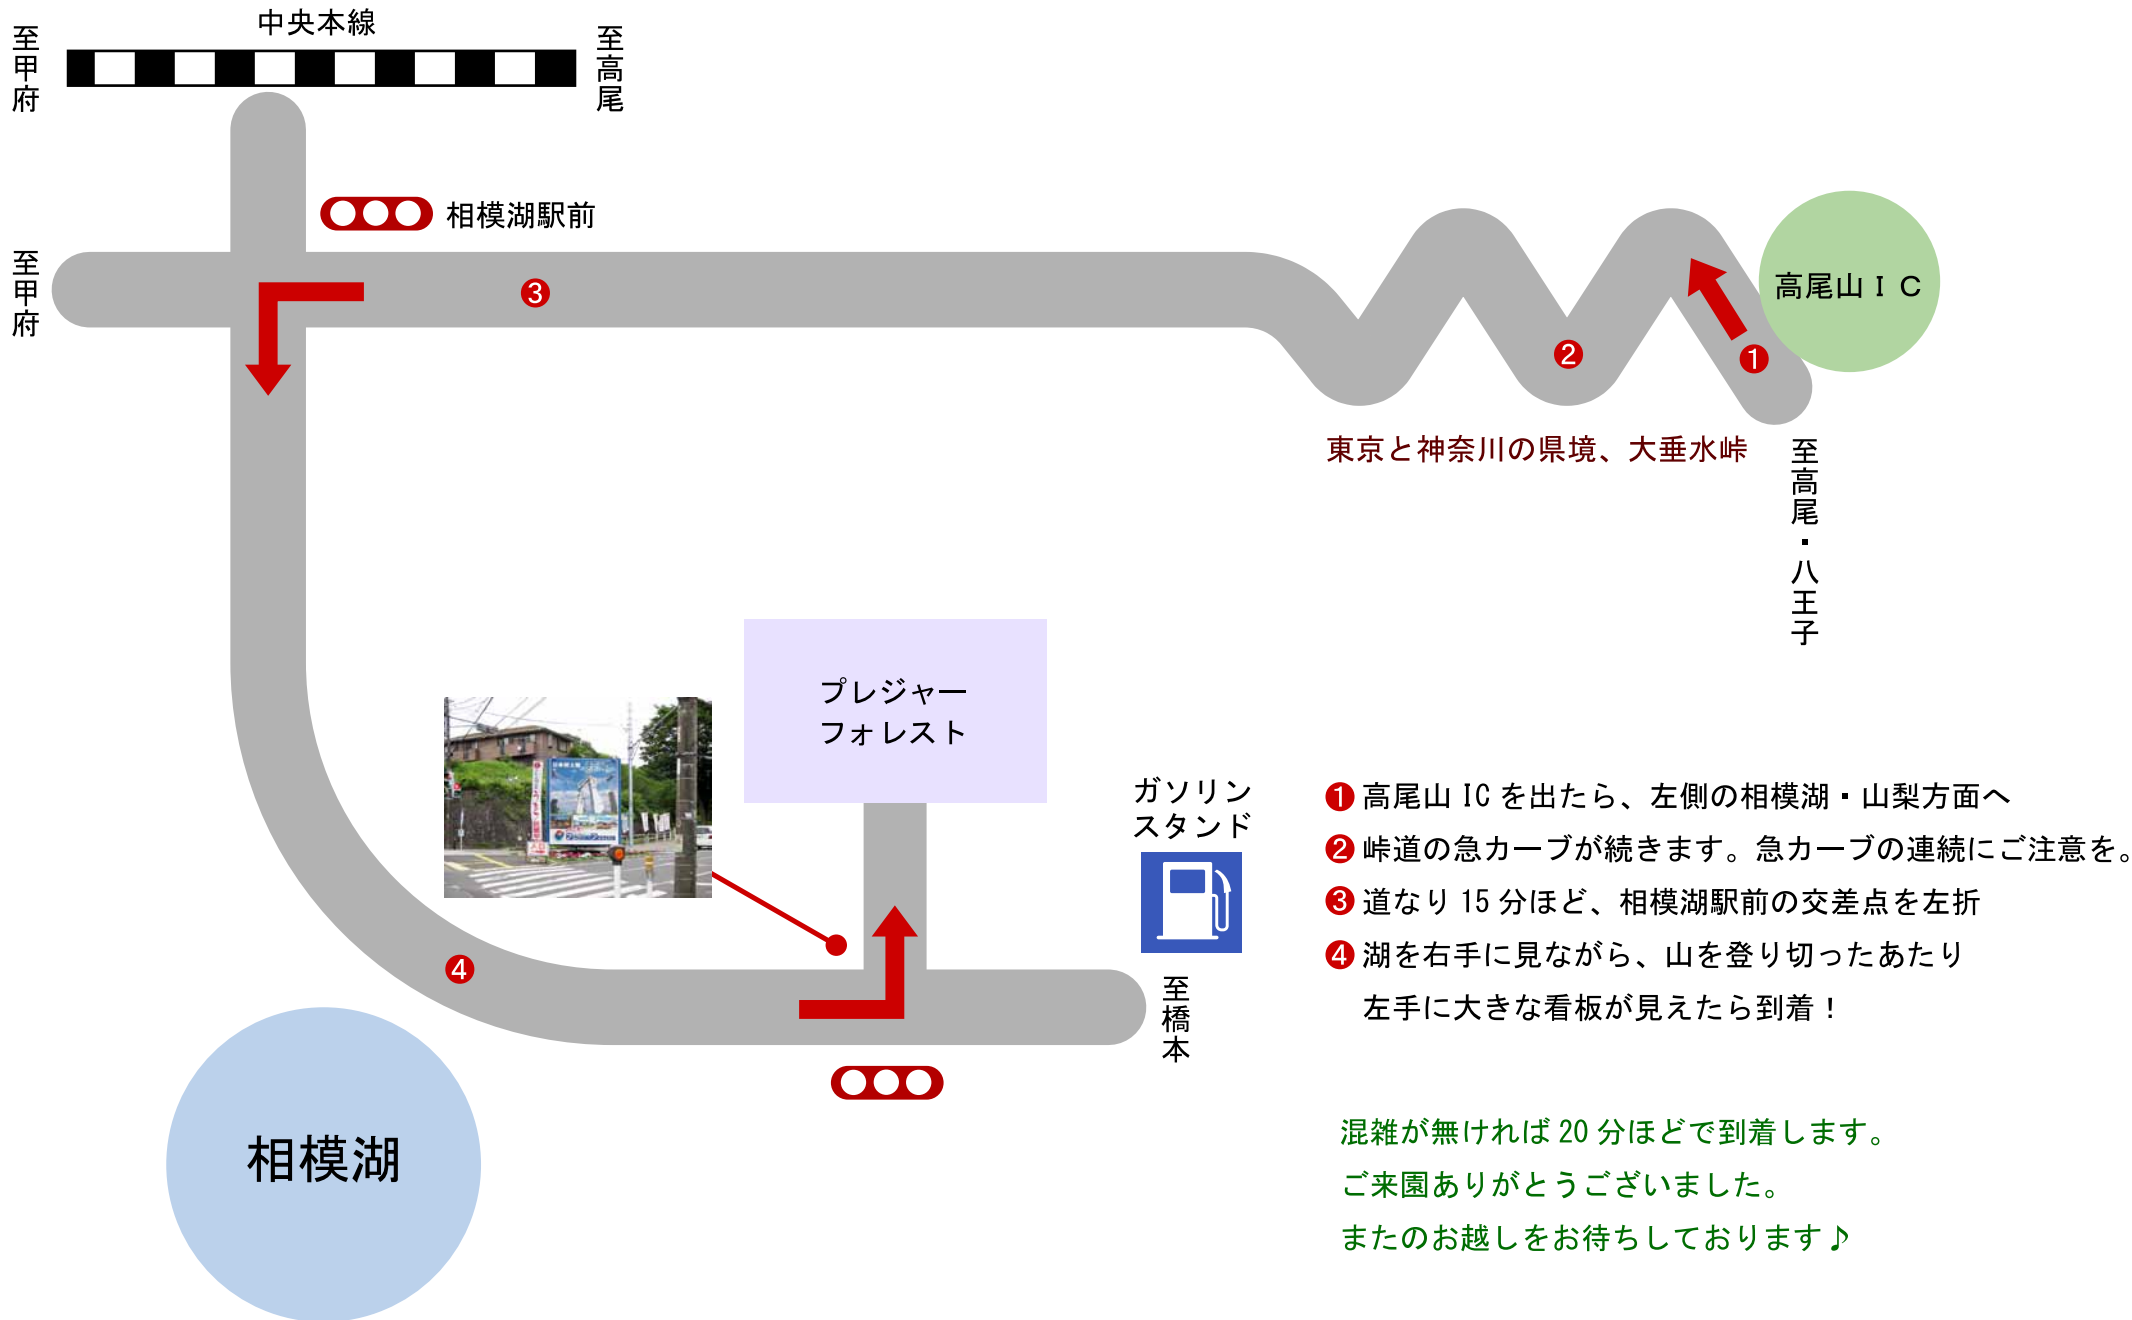 中央本線
至甲府
至高尾
相模湖駅前
至甲府
高尾山ＩＣ
東京と神奈川の県境、大垂水峠
至高尾・八王子
プレジャー
フォレスト
ガソリン
スタンド
至橋本
相模湖
❶高尾山 IC を出たら、左側の相模湖・山梨方面へ
❷峠道の急カーブが続きます。急カーブの連続にご注意を。
❸道なり 15 分ほど、相模湖駅前の交差点を左折
❹湖を右手に見ながら、山を登り切ったあたり
左手に大きな看板が見えたら到着！
混雑が無ければ 20 分ほどで到着します。
ご来園ありがとうございました。
またのお越しをお待ちしております♪
❶
❷
❸
❹